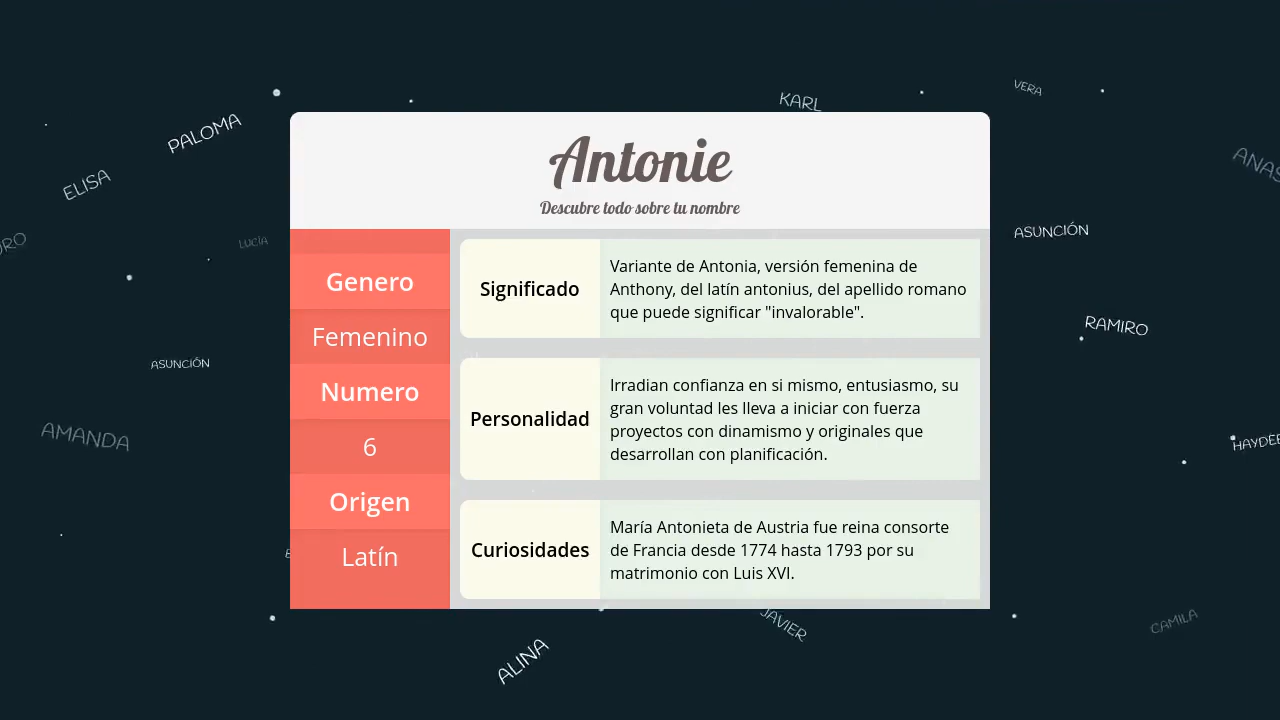 KARL
VERA
PALOMA
ELISA
LUCÍA
ASUNCIÓN
RAMIRO
ASUNCIÓN
AMANDA
Antonie
Descubre todo sobre tu nombre
Genero
Femenino
Numero
6
Origen
Latín
Significado
Variante de Antonia, versión femenina de
Anthony, del latín antonius, del apellido romano
que puede significar "invalorable".
Personalidad
Irradian confianza en si mismo, entusiasmo, su
gran voluntad les lleva a iniciar con fuerza
proyectos con dinamismo y originales que
desarrollan con planificación.
Curiosidades
María Antonieta de Austria fue reina consorte
de Francia desde 1774 hasta 1793 por su
matrimonio con Luis XVI.
JAVIER
CAMILA
ALINA